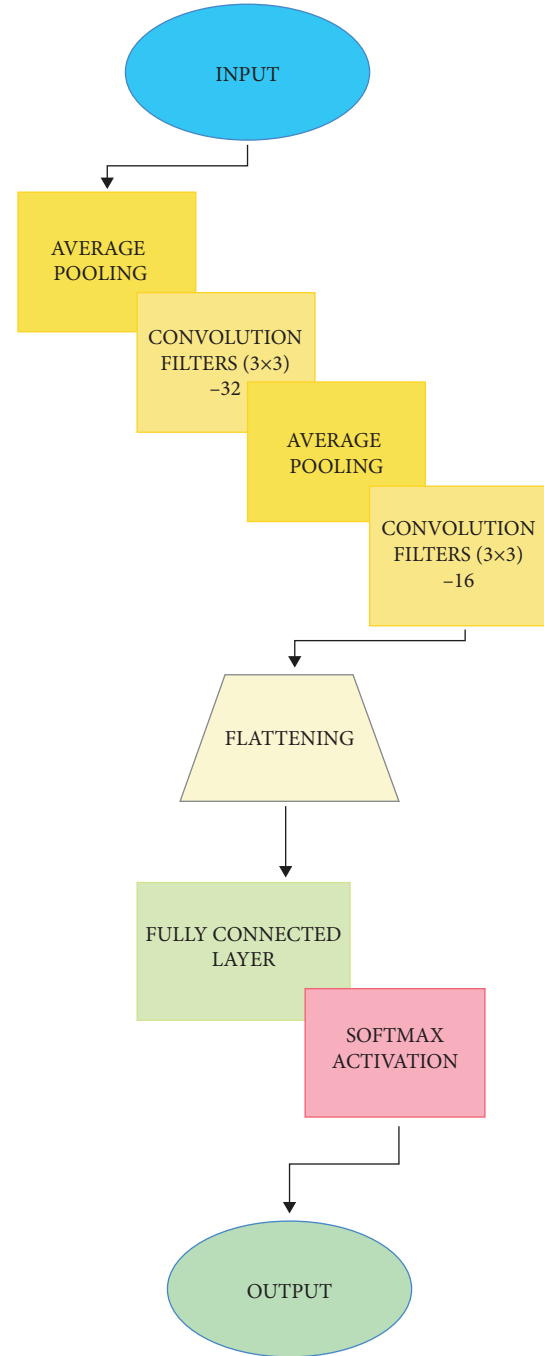 INPUT
AVERAGE
POOLING
CONVOLUTION
FILTERS (3×3)
–32
AVERAGE
POOLING
CONVOLUTION
FILTERS (3×3)
–16
FLATTENING
FULLY CONNECTED
LAYER
SOFTMAX
ACTIVATION
OUTPUT